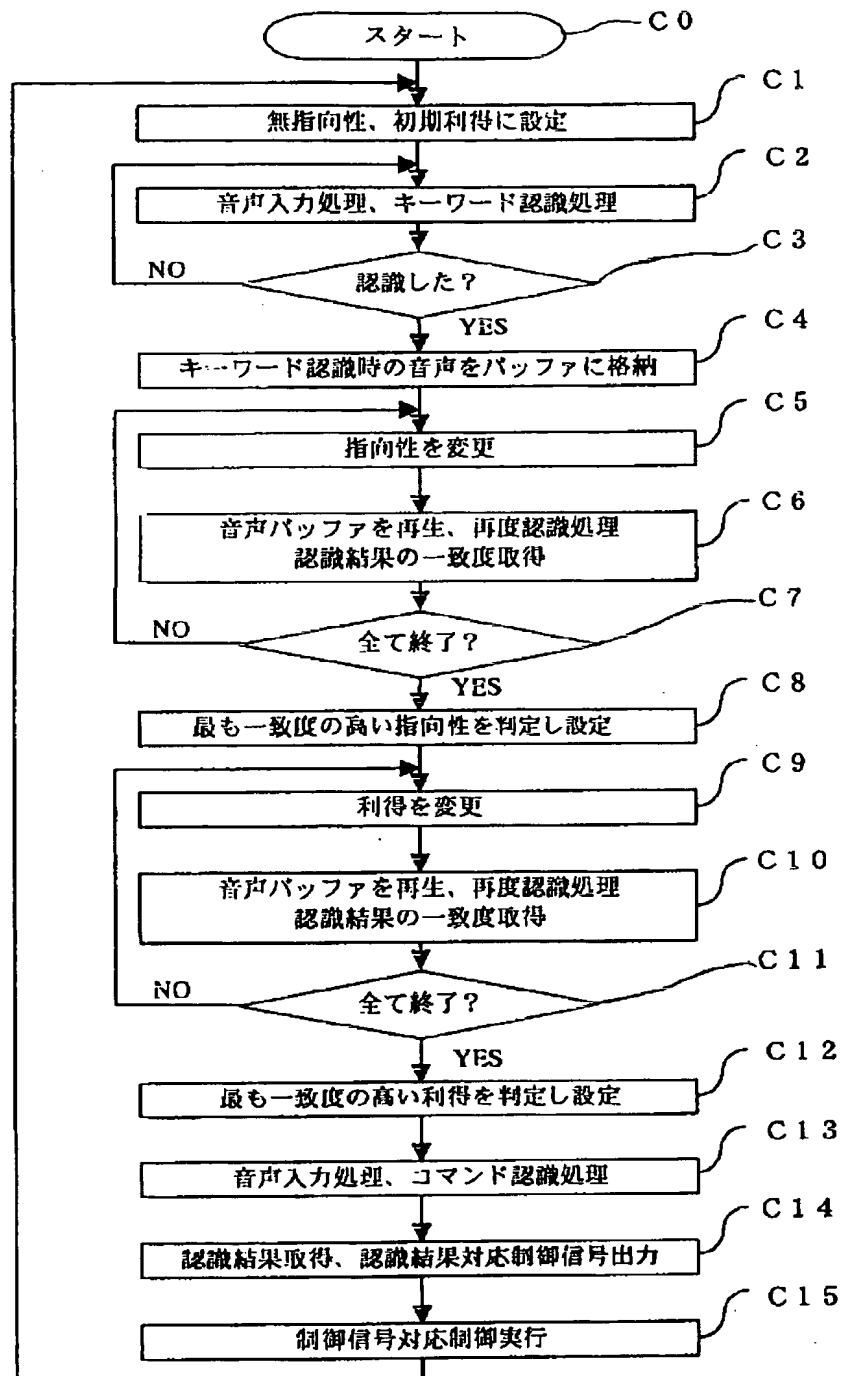 スタート
C0
C1
無指向性、初期利得に設定
C2
音声入力処理、キーワード認識処理
C3
認識した?
NO
YES
C4
キーワード認識時の音声をバッファに格納
C5
指向性を変更
C6
音声バッファを再生、再度認識処理
認識結果の一致度取得
C7
全て終了?
NO
YES
C8
最も一致度の高い指向性を判定し設定
C9
利得を変更
C10
音声バッファを再生、再度認識処理
認識結果の一致度取得
C11
全て終了?
NO
YES
C12
最も一致度の高い利得を判定し設定
C13
音声入力処理、コマンド認識処理
C14
認識結果取得、認識結果対応制御信号出力
C15
制御信号対応制御実行